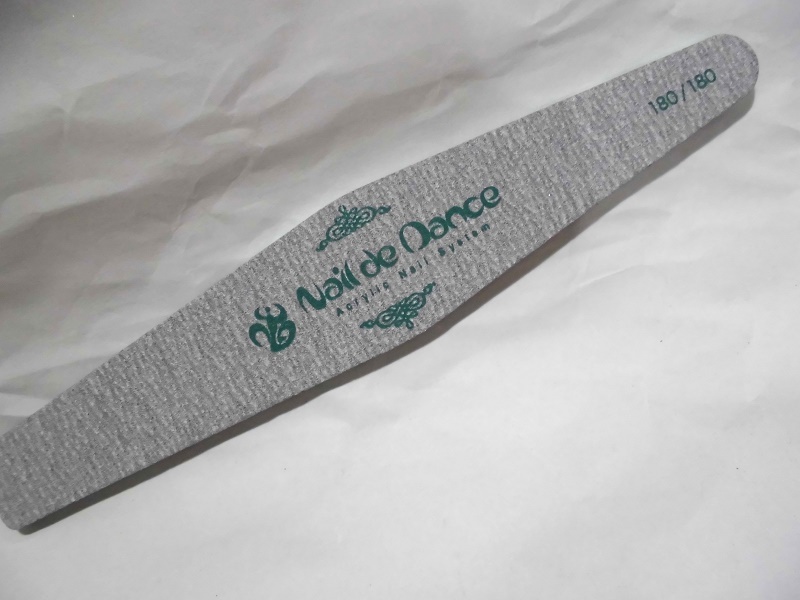 180/180
Nail de Dance
Acrylic Nail System